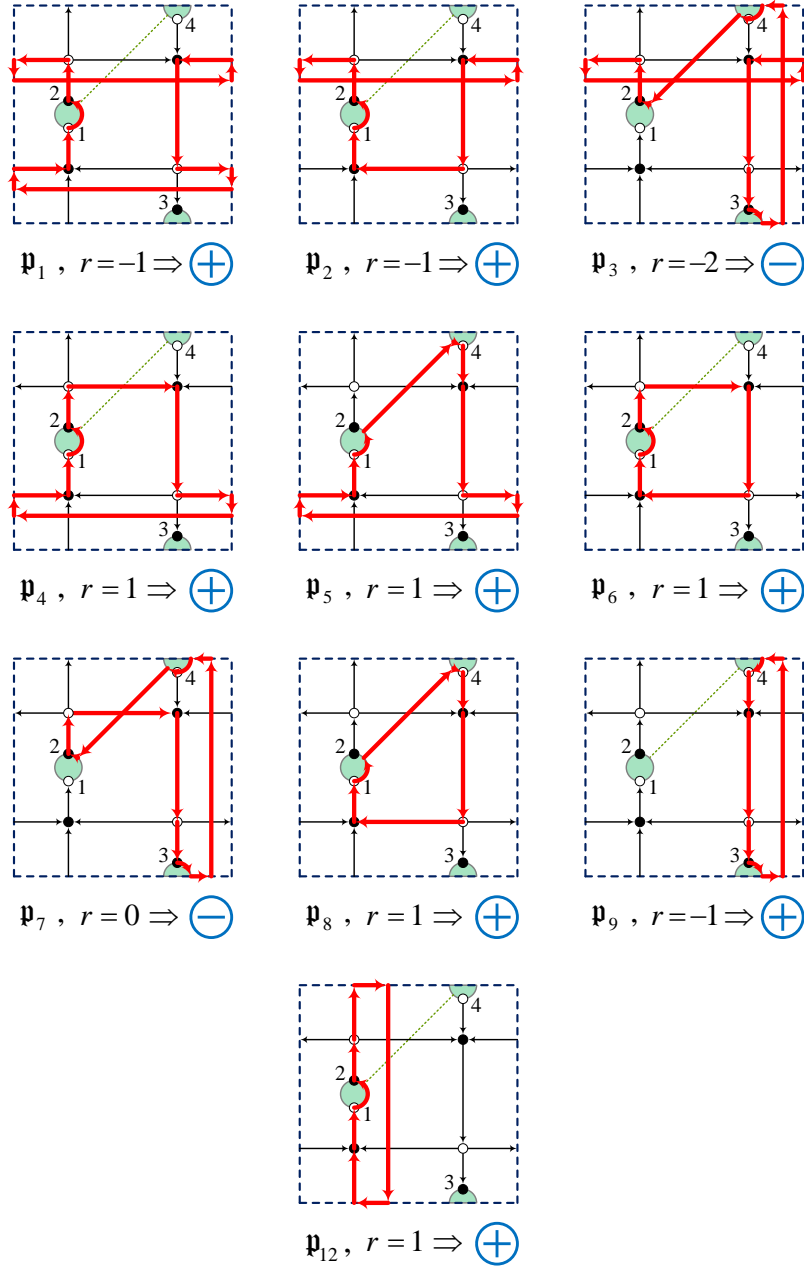 4 4 4
2 2 2
1 1 1
3 3 3
𝔭₁ , r = –1 ⇒ ⊕ 𝔭₂ , r = –1 ⇒ ⊕ 𝔭₃ , r = –2 ⇒ ⊖
4 4 4
2 2 2
1 1 1
3 3 3
𝔭₄ , r = 1 ⇒ ⊕ 𝔭₅ , r = 1 ⇒ ⊕ 𝔭₆ , r = 1 ⇒ ⊕
4 4 4
2 2 2
1 1 1
3 3 3
𝔭₇ , r = 0 ⇒ ⊖ 𝔭₈ , r = 1 ⇒ ⊕ 𝔭₉ , r = –1 ⇒ ⊕
4
2
1
3
𝔭₁₂ , r = 1 ⇒ ⊕